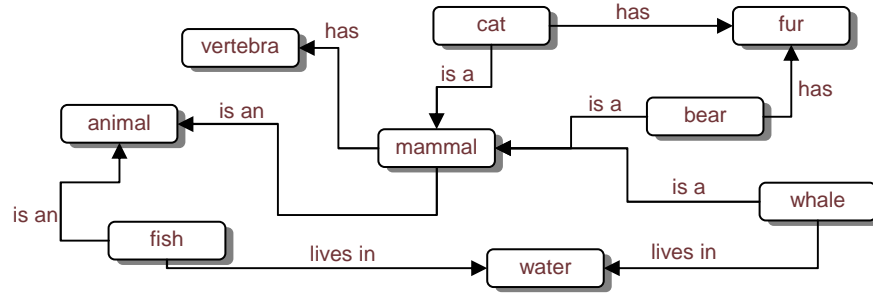 cat
has
fur
has
vertebra
is a
is a
has
animal
is an
bear
mammal
is a
whale
is an
fish
lives in
water
lives in